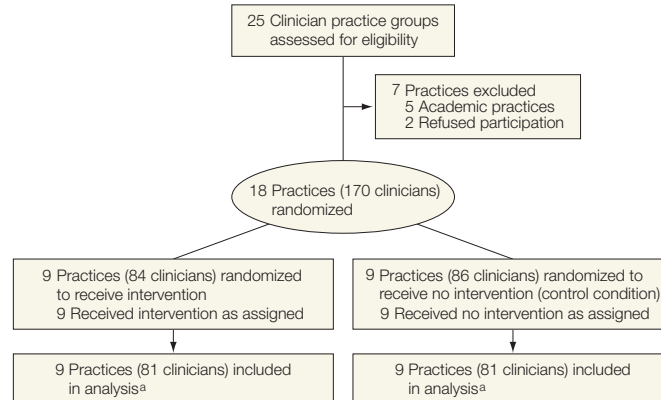 25 Clinician practice groups
assessed for eligibility
7 Practices excluded
5 Academic practices
2 Refused participation
18 Practices (170 clinicians)
randomized
9 Practices (84 clinicians) randomized
to receive intervention
9 Received intervention as assigned
9 Practices (86 clinicians) randomized to
receive no intervention (control condition)
9 Received no intervention as assigned
9 Practices (81 clinicians) included
in analysisa
9 Practices (81 clinicians) included
in analysisa